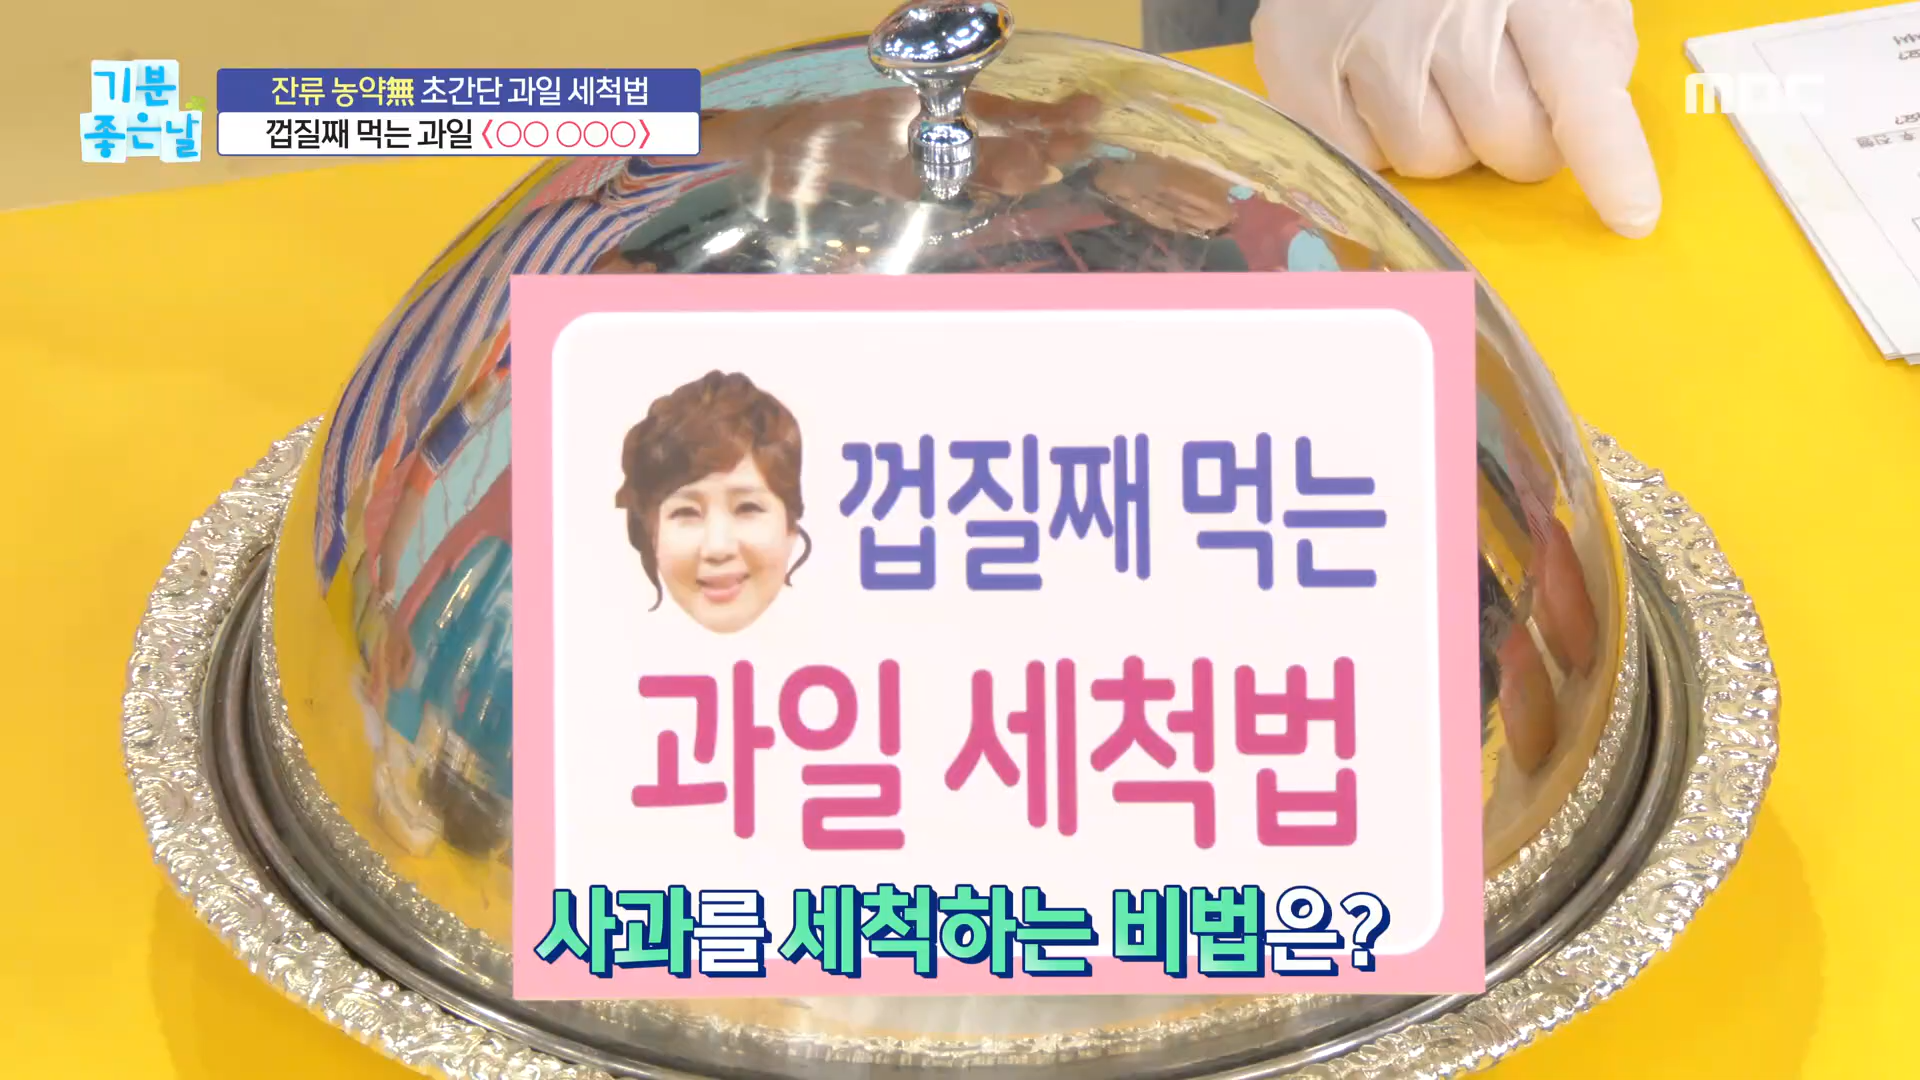 기분
좋은날
잔류 농약無 초간단 과일 세척법
껍질째 먹는 과일 <○○ ○○○>
MBC
껍질째 먹는
과일 세척법
사과를 세척하는 비법은?